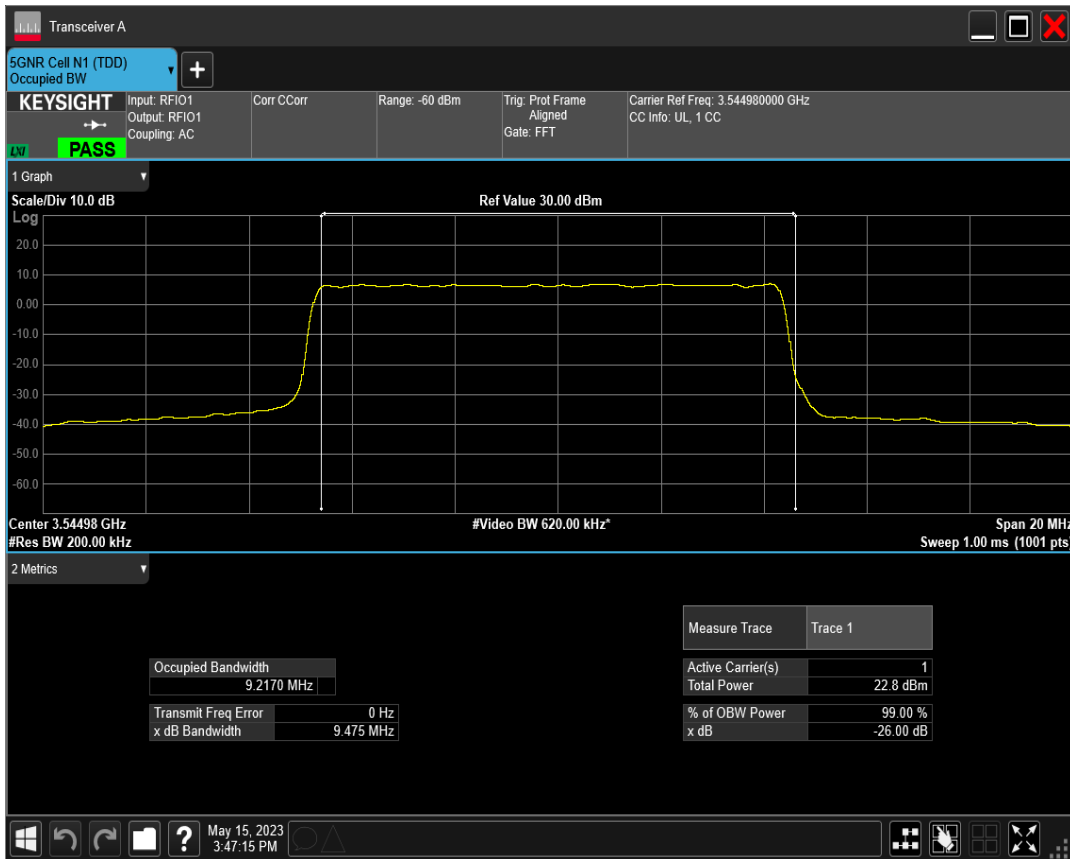 Transceiver A
5GNR Cell N1 (TDD)
Occupied BW
+
KEYSIGHT
LXI
PASS
Input: RFIO1
Output: RFIO1
Coupling: AC
Corr CCorr
Range: -60 dBm
Trig: Prot Frame
Aligned
Gate: FFT
Carrier Ref Freq: 3.544980000 GHz
CC Info: UL, 1 CC
1 Graph
Scale/Div 10.0 dB
Ref Value 30.00 dBm
Log
20.0
10.0
0.00
-10.0
-20.0
-30.0
-40.0
-50.0
-60.0
Center 3.54498 GHz
#Video BW 620.00 kHz*
Span 20 MHz
#Res BW 200.00 kHz
Sweep 1.00 ms (1001 pts)
2 Metrics
Measure Trace Trace 1
Occupied Bandwidth
9.2170 MHz
Active Carrier(s) 1
Total Power 22.8 dBm
Transmit Freq Error 0 Hz
x dB Bandwidth 9.475 MHz
% of OBW Power 99.00 %
x dB -26.00 dB
?
May 15, 2023
3:47:15 PM